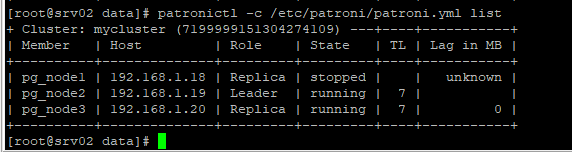 [root@srv02 data]# patronictl -c /etc/patroni/patroni.yml list
+ Cluster: mycluster (7199999151304274109) ---+----+-----------+
| Member   | Host         | Role    | State   | TL | Lag in MB |
+----------+--------------+---------+---------+----+-----------+
| pg_node1 | 192.168.1.18 | Replica | stopped |    |   unknown |
| pg_node2 | 192.168.1.19 | Leader  | running |  7 |           |
| pg_node3 | 192.168.1.20 | Replica | running |  7 |         0 |
+----------+--------------+---------+---------+----+-----------+
[root@srv02 data]#